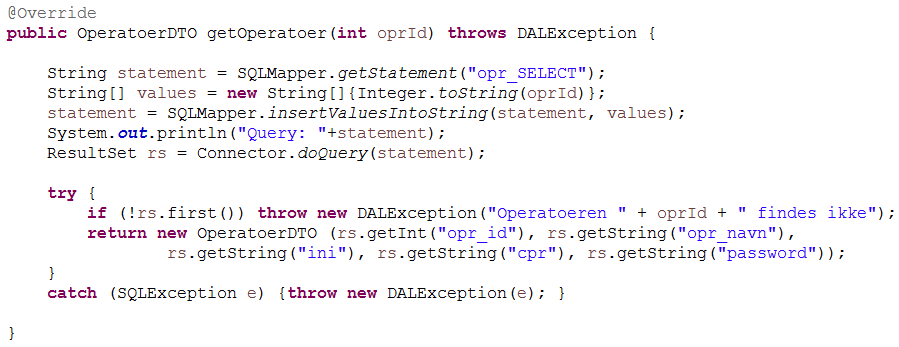 @Override
public OperatoerDTO getOperatoer(int oprId) throws DALException {
String statement = SQLMapper.getStatement("opr_SELECT");
String[] values = new String[]{Integer.toString(oprId)};
statement = SQLMapper.insertValuesIntoString(statement, values);
System.out.println("Query: "+statement);
ResultSet rs = Connector.doQuery(statement);
try {
if (!rs.first()) throw new DALException("Operatoeren " + oprId + " findes ikke");
return new OperatoerDTO (rs.getInt("opr_id"), rs.getString("opr_navn"),
rs.getString("ini"), rs.getString("cpr"), rs.getString("password"));
}
catch (SQLException e) {throw new DALException(e); }
}